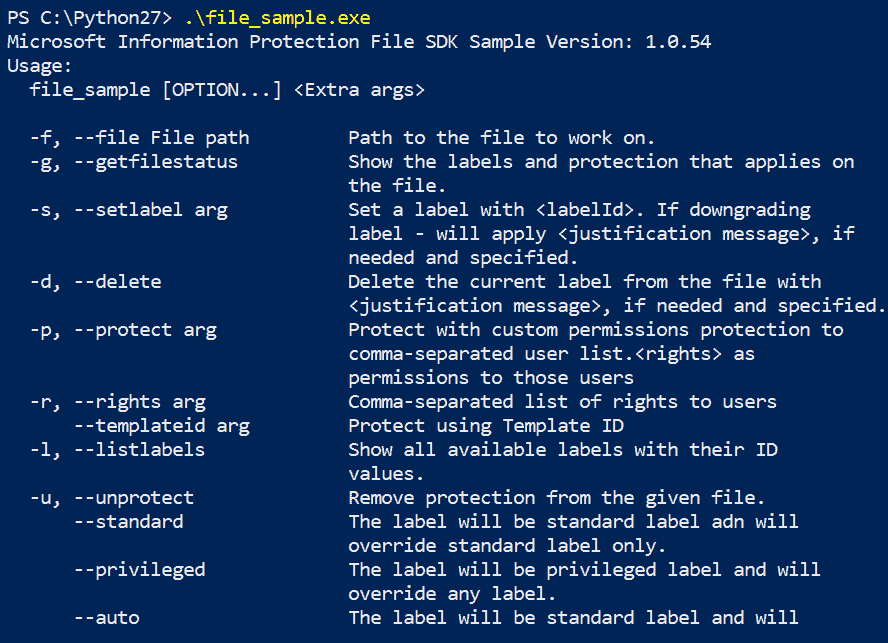 PS C:\Python27> .\file_sample.exe
Microsoft Information Protection File SDK Sample Version: 1.0.54
Usage:
  file_sample [OPTION...] <Extra args>

  -f, --file File path         Path to the file to work on.
  -g, --getfilestatus          Show the labels and protection that applies on
                               the file.
  -s, --setlabel arg           Set a label with <labelId>. If downgrading
                               label - will apply <justification message>, if
                               needed and specified.
  -d, --delete                 Delete the current label from the file with
                               <justification message>, if needed and specified.
  -p, --protect arg            Protect with custom permissions protection to
                               comma-separated user list.<rights> as
                               permissions to those users
  -r, --rights arg             Comma-separated list of rights to users
      --templateid arg         Protect using Template ID
  -l, --listlabels             Show all available labels with their ID
                               values.
  -u, --unprotect              Remove protection from the given file.
      --standard               The label will be standard label adn will
                               override standard label only.
      --privileged             The label will be privileged label and will
                               override any label.
      --auto                   The label will be standard label and will